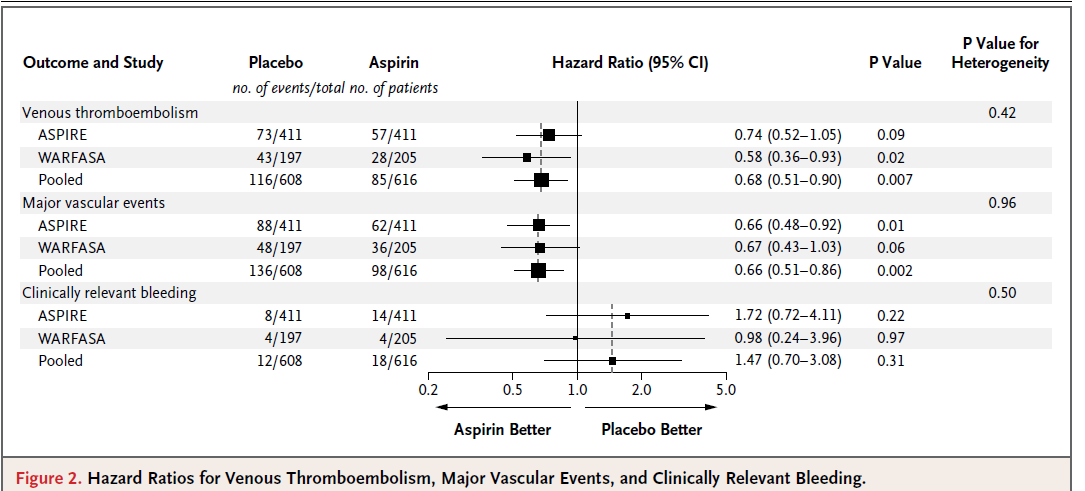 P Value for
Outcome and Study Placebo Aspirin Hazard Ratio (95% CI) P Value Heterogeneity
no. of events/total no. of patients
Venous thromboembolism 0.42
ASPIRE 73/411 57/411 0.74 (0.52–1.05) 0.09
WARFASA 43/197 28/205 0.58 (0.36–0.93) 0.02
Pooled 116/608 85/616 0.68 (0.51–0.90) 0.007
Major vascular events 0.96
ASPIRE 88/411 62/411 0.66 (0.48–0.92) 0.01
WARFASA 48/197 36/205 0.67 (0.43–1.03) 0.06
Pooled 136/608 98/616 0.66 (0.51–0.86) 0.002
Clinically relevant bleeding 0.50
ASPIRE 8/411 14/411 1.72 (0.72–4.11) 0.22
WARFASA 4/197 4/205 0.98 (0.24–3.96) 0.97
Pooled 12/608 18/616 1.47 (0.70–3.08) 0.31
0.2 0.5 1.0 2.0 5.0
Aspirin Better Placebo Better
Figure 2. Hazard Ratios for Venous Thromboembolism, Major Vascular Events, and Clinically Relevant Bleeding.